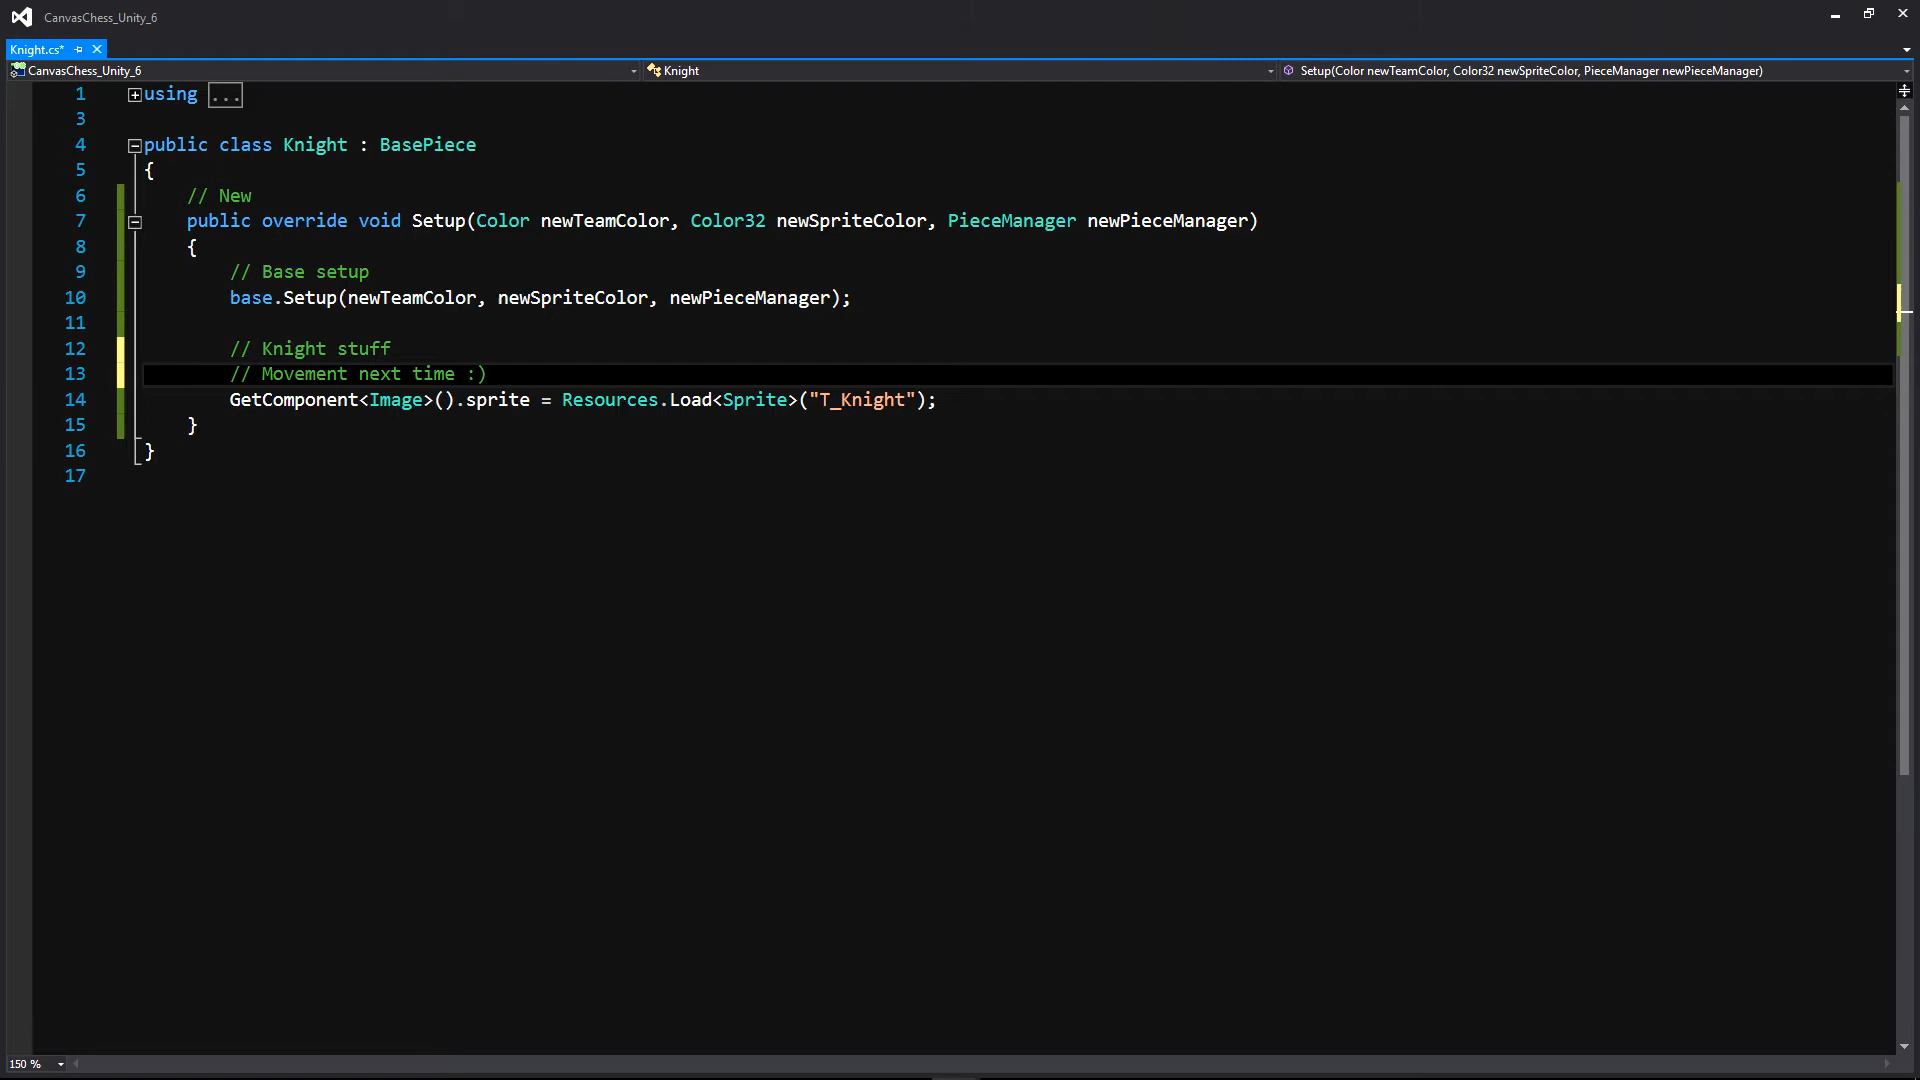 CanvasChess_Unity_6
Knight.cs*
CanvasChess_Unity_6 Knight Setup(Color newTeamColor, Color32 newSpriteColor, PieceManager newPieceManager)
1 using ...
3
4 public class Knight : BasePiece
5 {
6 // New
7 public override void Setup(Color newTeamColor, Color32 newSpriteColor, PieceManager newPieceManager)
8 {
9 // Base setup
10 base.Setup(newTeamColor, newSpriteColor, newPieceManager);
11
12 // Knight stuff
13 // Movement next time :)
14 GetComponent<Image>().sprite = Resources.Load<Sprite>("T_Knight");
15 }
16 }
17
150 %